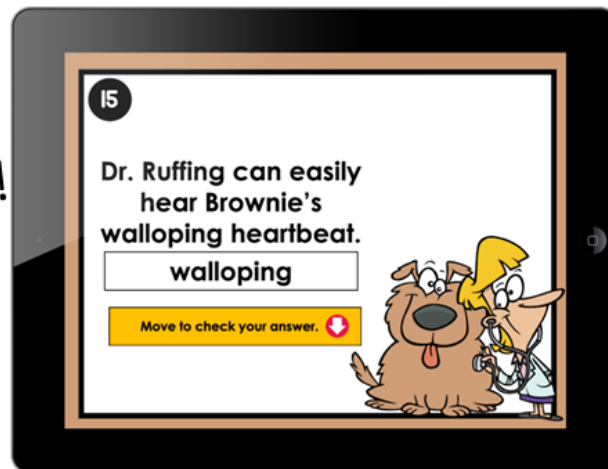 15
Dr. Ruffing can easily
hear Brownie's
walloping heartbeat.
walloping
Move to check your answer.